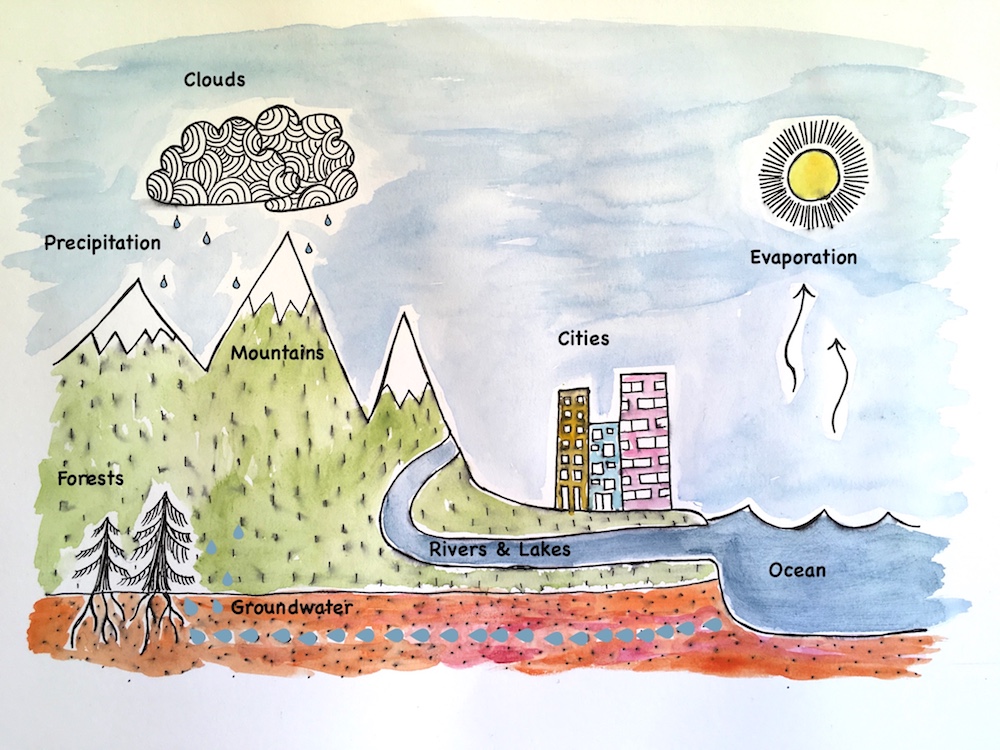 Clouds
Precipitation
Evaporation
Cities
Mountains
Forests
Rivers & Lakes
Ocean
Groundwater